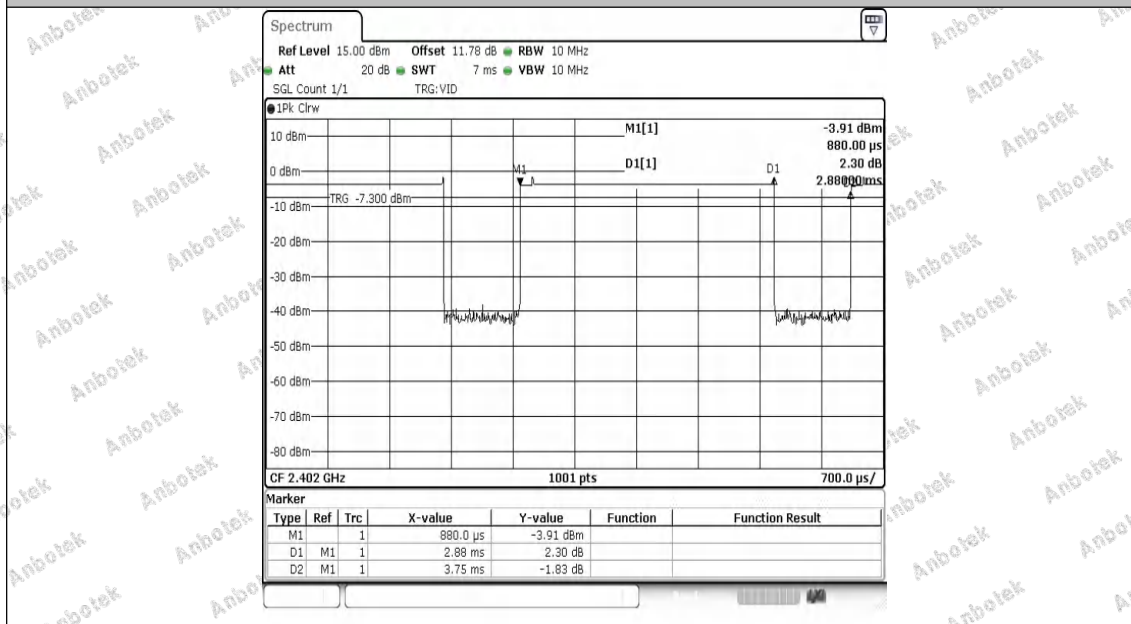 Spectrum
Ref Level 15.00 dBm Offset 11.78 dB RBW 10 MHz
Att 20 dB SWT 7 ms VBW 10 MHz
SGL Count 1/1 TRG:VID
1Pk Clrw
M1[1] -3.91 dBm
880.00 µs
D1[1] 2.30 dB
2.88000 ms
10 dBm
0 dBm
M1
D1
TRG -7.300 dBm
-10 dBm
-20 dBm
-30 dBm
-40 dBm
-50 dBm
-60 dBm
-70 dBm
-80 dBm
CF 2.402 GHz 1001 pts 700.0 µs/
Marker
Type Ref Trc X-value Y-value Function Function Result
M1 1 880.0 µs -3.91 dBm
D1 M1 1 2.88 ms 2.30 dB
D2 M1 1 3.75 ms -1.83 dB
Anbotek